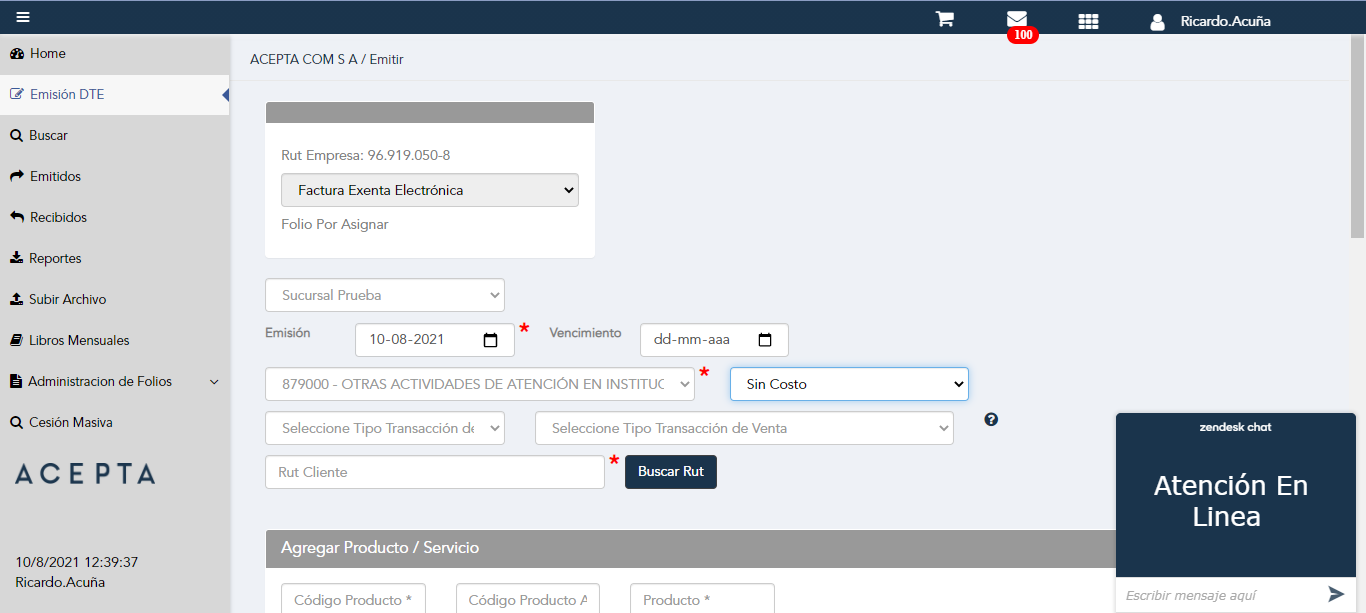 100
Ricardo.Acuña
Home
Emisión DTE
Buscar
Emitidos
Recibidos
Reportes
Subir Archivo
Libros Mensuales
Administracion de Folios
Cesión Masiva
ACEPTA
10/8/2021 12:39:37
Ricardo.Acuña
ACEPTA COM S A / Emitir
Rut Empresa: 96.919.050-8
Factura Exenta Electrónica
Folio Por Asignar
Sucursal Prueba
Emisión 10-08-2021 * Vencimiento dd-mm-aaa
879000 - OTRAS ACTIVIDADES DE ATENCIÓN EN INSTITUC * Sin Costo
Seleccione Tipo Transacción de Seleccione Tipo Transacción de Venta ?
Rut Cliente * Buscar Rut
Agregar Producto / Servicio
Código Producto * Código Producto A Producto *
zendesk chat
Atención En
Linea
Escribir mensaje aquí